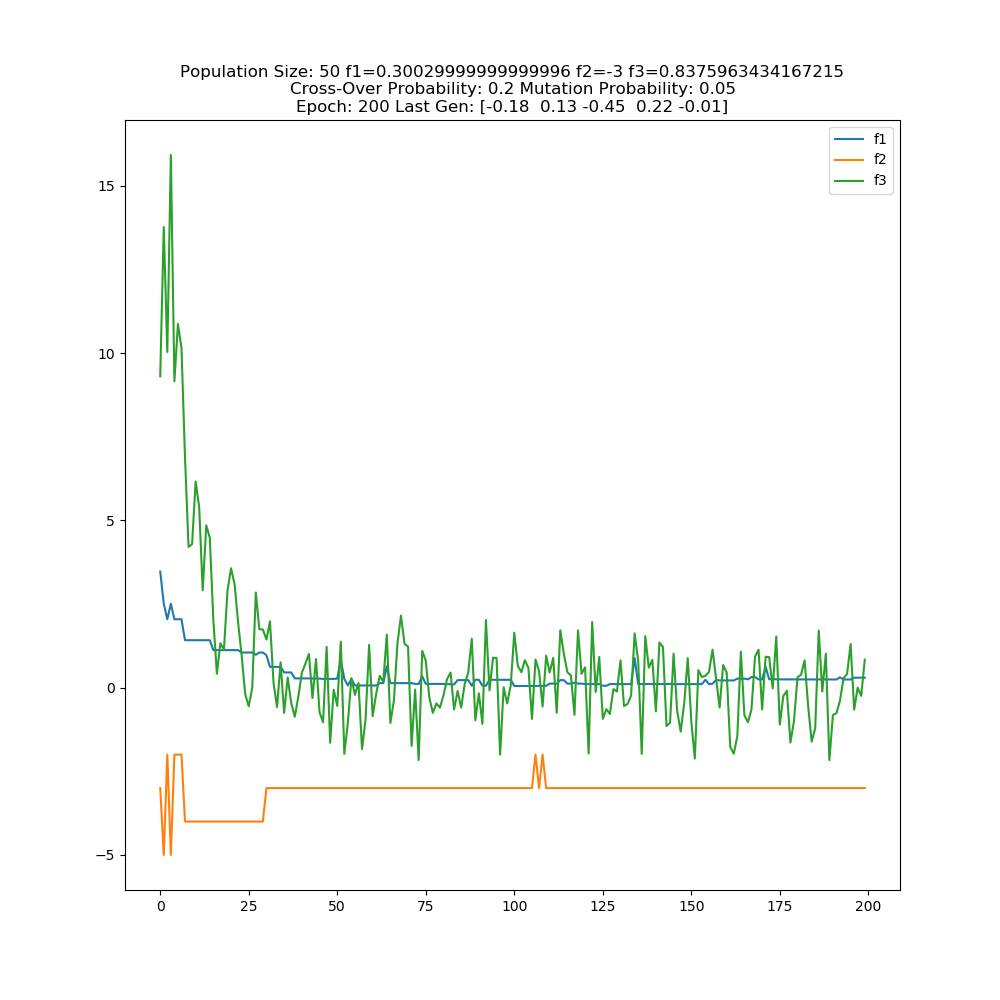 Population Size: 50 f1=0.30029999999999996 f2=-3 f3=0.8375963434167215
Cross-Over Probability: 0.2 Mutation Probability: 0.05
Epoch: 200 Last Gen: [-0.18  0.13 -0.45  0.22 -0.01]
f1
f2
f3
15
10
5
0
−5
0 25 50 75 100 125 150 175 200